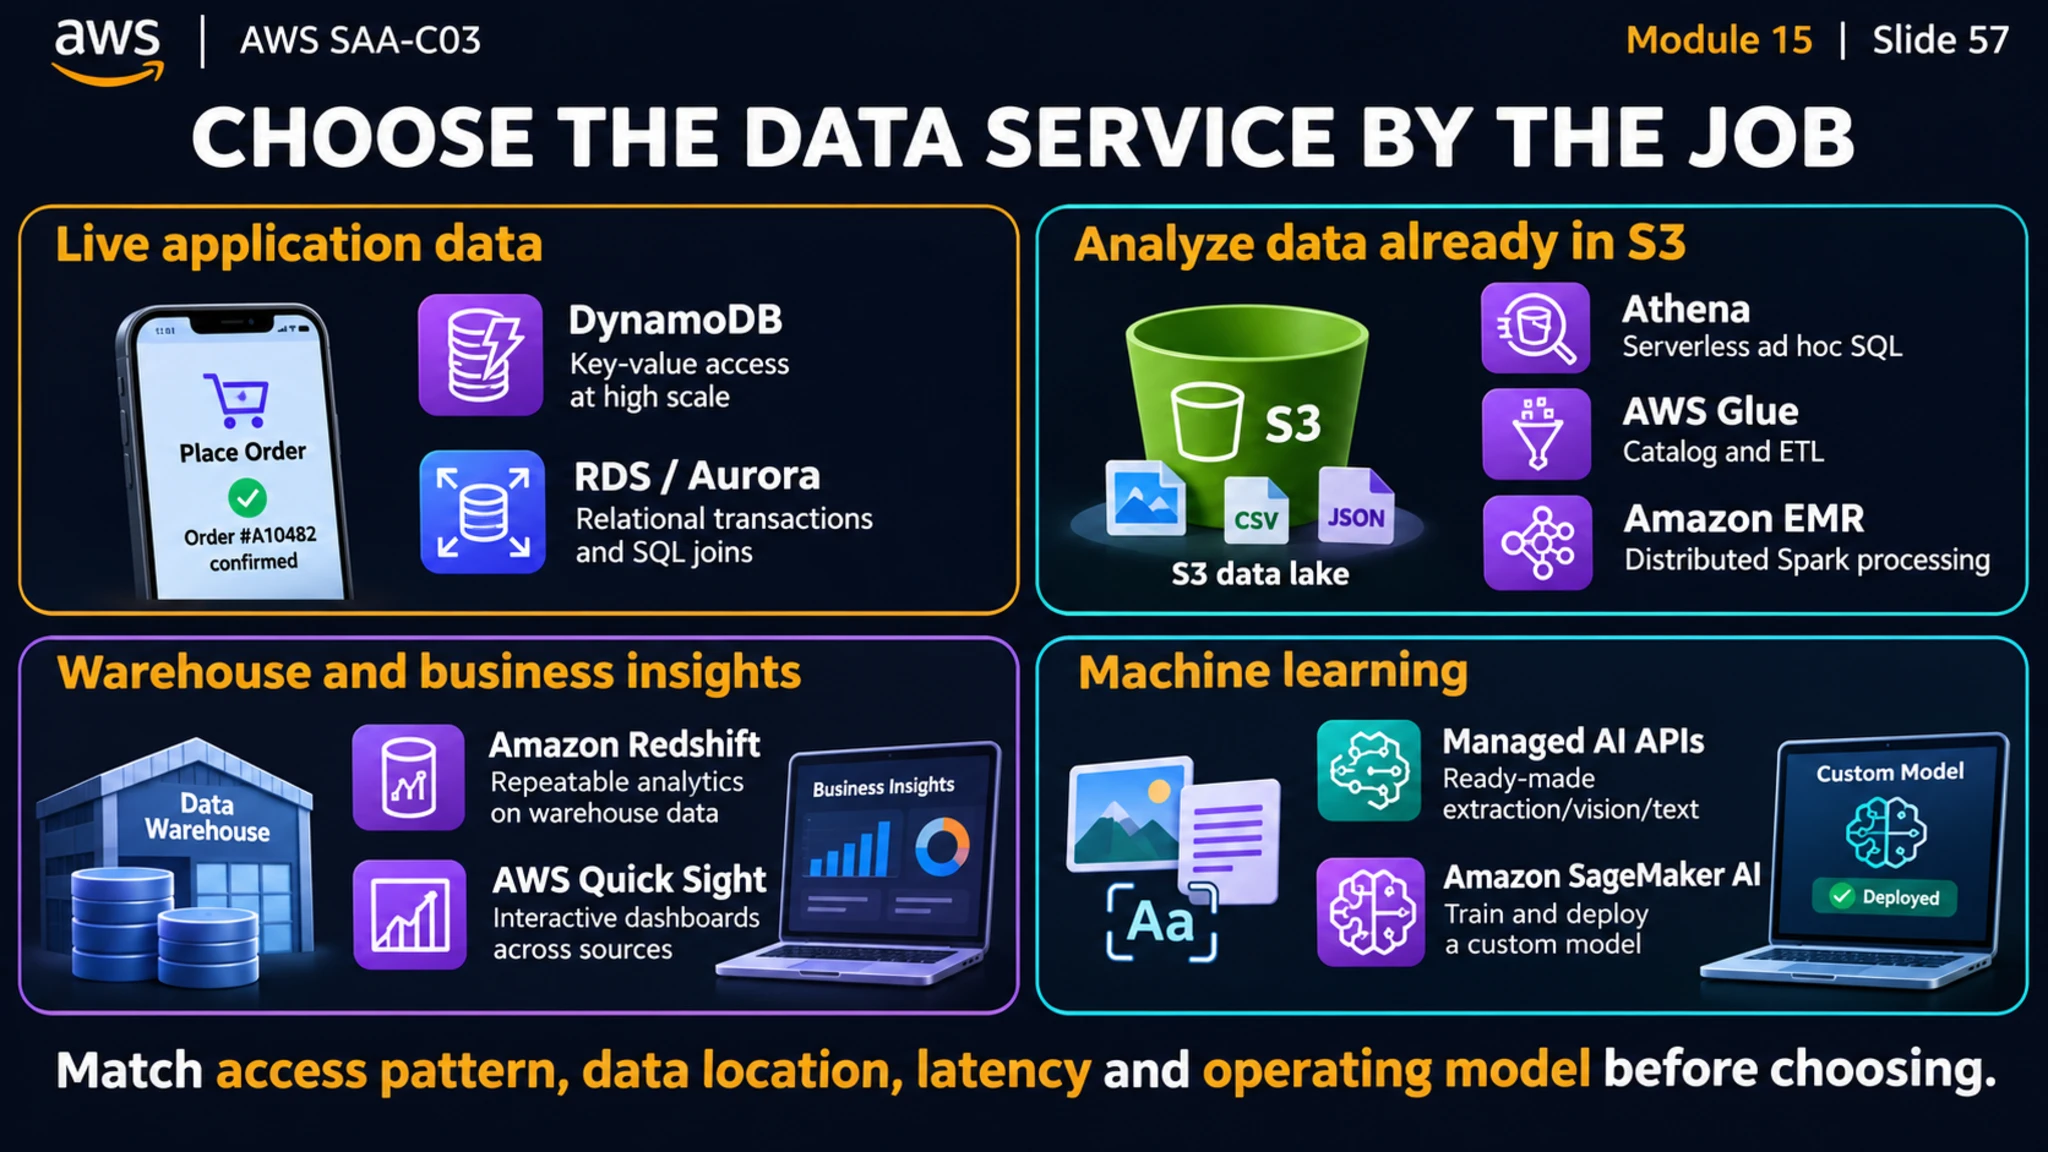 aws
AWS SAA-C03
Module 15 | Slide 57
CHOOSE THE DATA SERVICE BY THE JOB
Live application data
Place Order
Order #A10482
confirmed
DynamoDB
Key-value access
at high scale
RDS / Aurora
Relational transactions
and SQL joins
Analyze data already in S3
S3
CSV
JSON
S3 data lake
Athena
Serverless ad hoc SQL
AWS Glue
Catalog and ETL
Amazon EMR
Distributed Spark processing
Warehouse and business insights
Data
Warehouse
Amazon Redshift
Repeatable analytics
on warehouse data
AWS Quick Sight
Interactive dashboards
across sources
Business Insights
Machine learning
Aa
Managed AI APIs
Ready-made
extraction/vision/text
Amazon SageMaker AI
Train and deploy
a custom model
Custom Model
Deployed
Match access pattern, data location, latency and operating model before choosing.